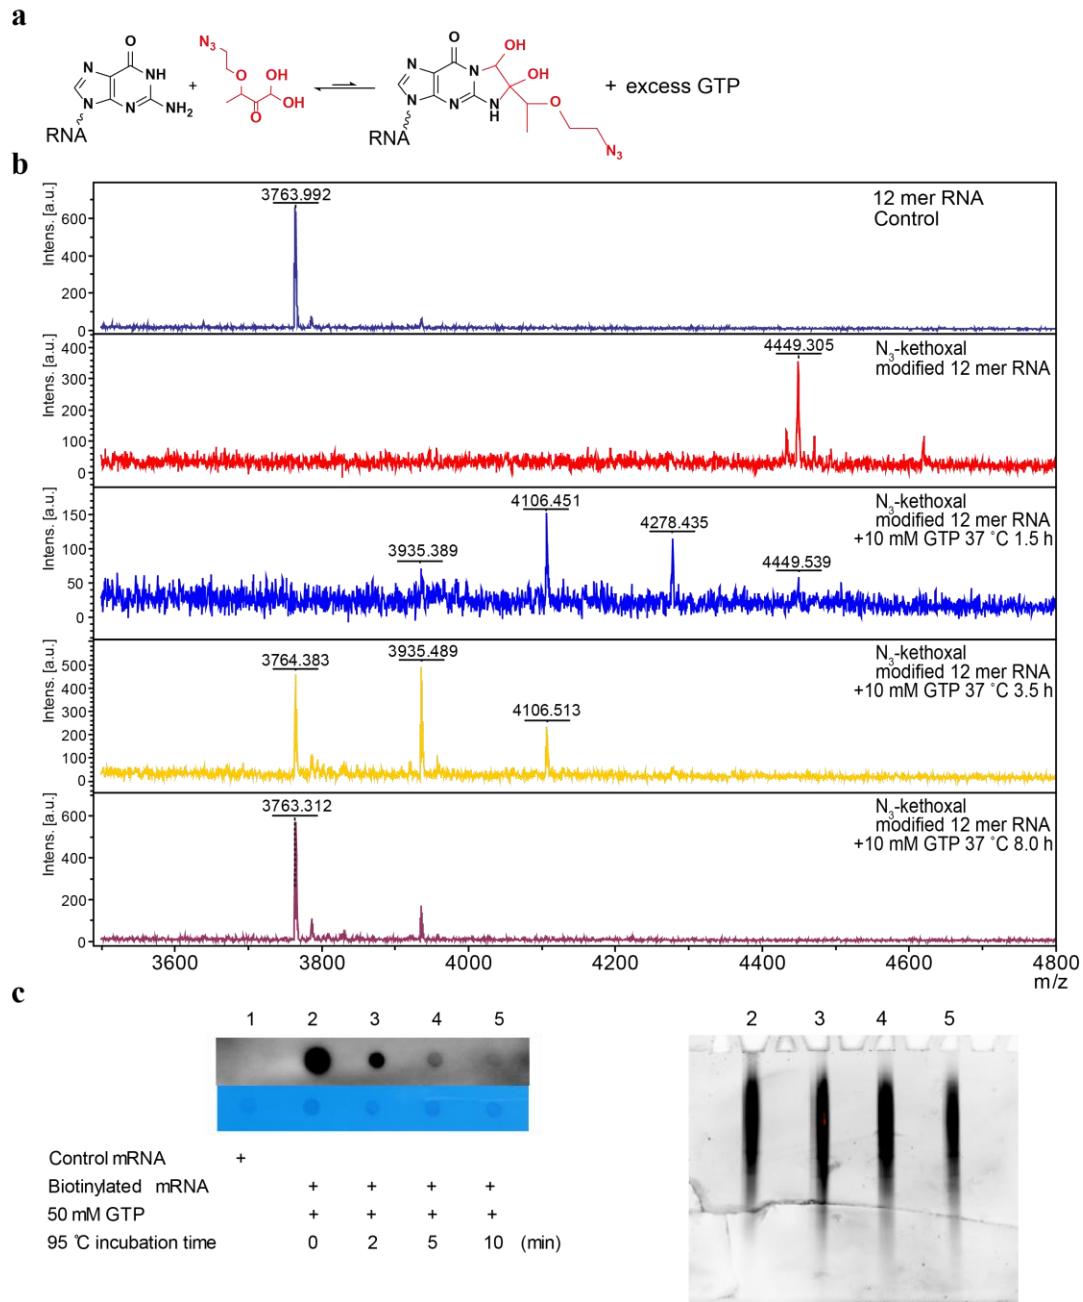 a
O
N
NH
N
N
NH2
RNA
+
N3
O
OH
OH
O
O
OH
N
N
OH
N
N
N
H
O
RNA
N3
+ excess GTP
b
Intens. [a.u.]
600
400
200
0
3763.992
12 mer RNA
Control
Intens. [a.u.]
400
300
200
100
0
4449.305
N3-kethoxal
modified 12 mer RNA
Intens. [a.u.]
150
100
50
0
3935.389
4106.451
4278.435
4449.539
N3-kethoxal
modified 12 mer RNA
+10 mM GTP 37 °C 1.5 h
Intens. [a.u.]
500
400
300
200
100
0
3764.383
3935.489
4106.513
N3-kethoxal
modified 12 mer RNA
+10 mM GTP 37 °C 3.5 h
Intens. [a.u.]
600
400
200
0
3763.312
N3-kethoxal
modified 12 mer RNA
+10 mM GTP 37 °C 8.0 h
3600 3800 4000 4200 4400 4600 4800
m/z
c
1 2 3 4 5
Control mRNA +
Biotinylated mRNA + + + +
50 mM GTP + + + +
95 °C incubation time 0 2 5 10 (min)
2 3 4 5